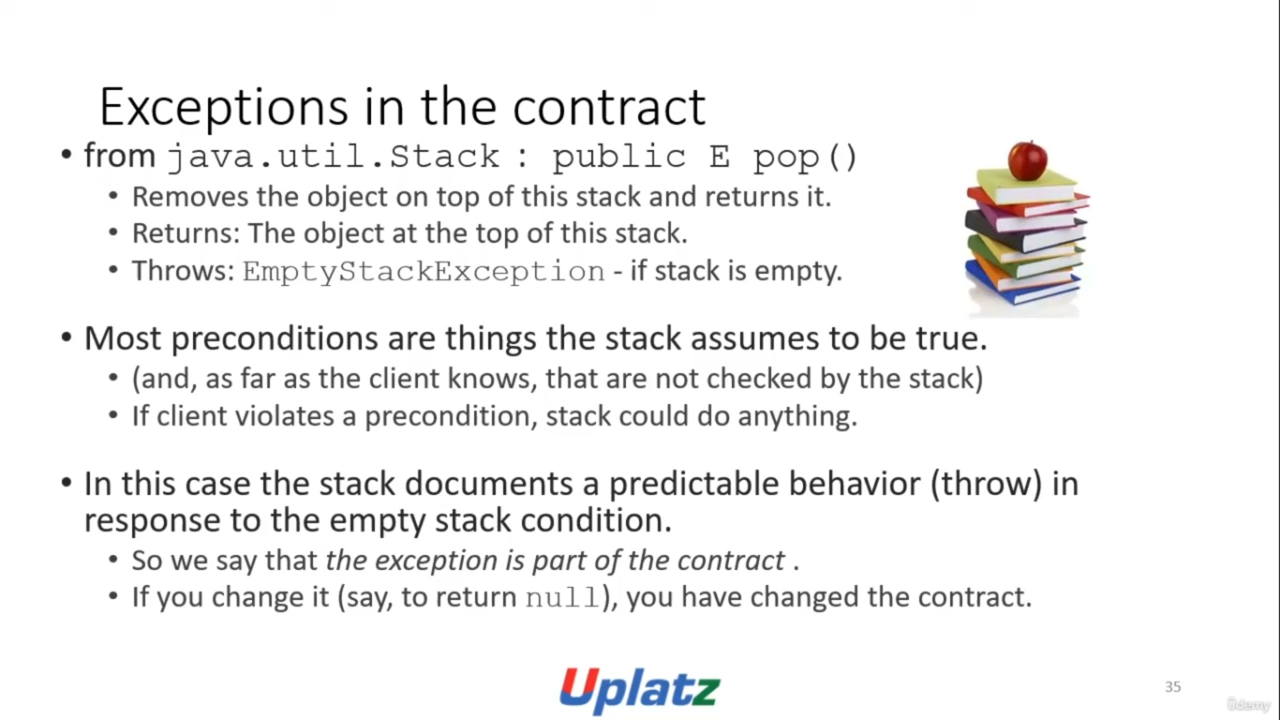 Exceptions in the contract
• from java.util.Stack : public E pop()
• Removes the object on top of this stack and returns it.
• Returns: The object at the top of this stack.
• Throws: EmptyStackException - if stack is empty.
• Most preconditions are things the stack assumes to be true.
• (and, as far as the client knows, that are not checked by the stack)
• If client violates a precondition, stack could do anything.
• In this case the stack documents a predictable behavior (throw) in
response to the empty stack condition.
• So we say that the exception is part of the contract .
• If you change it (say, to return null), you have changed the contract.
Uplatz
35
ûdemy